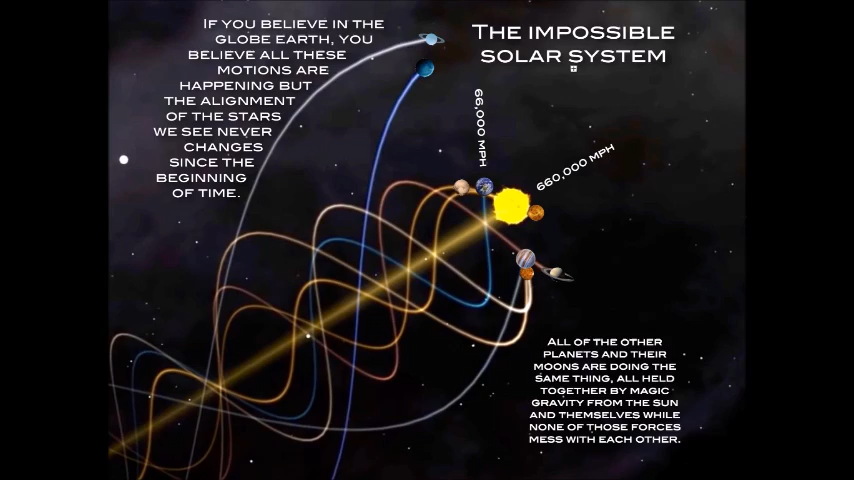 If you believe in the
globe earth, you
believe all these
motions are
happening but
the alignment
of the stars
we see never
changes
since the
beginning
of time.
The impossible
solar system
66,000 mph
660,000 mph
All of the other
planets and their
moons are doing the
same thing, all held
together by magic
gravity from the sun
and themselves while
none of those forces
mess with each other.